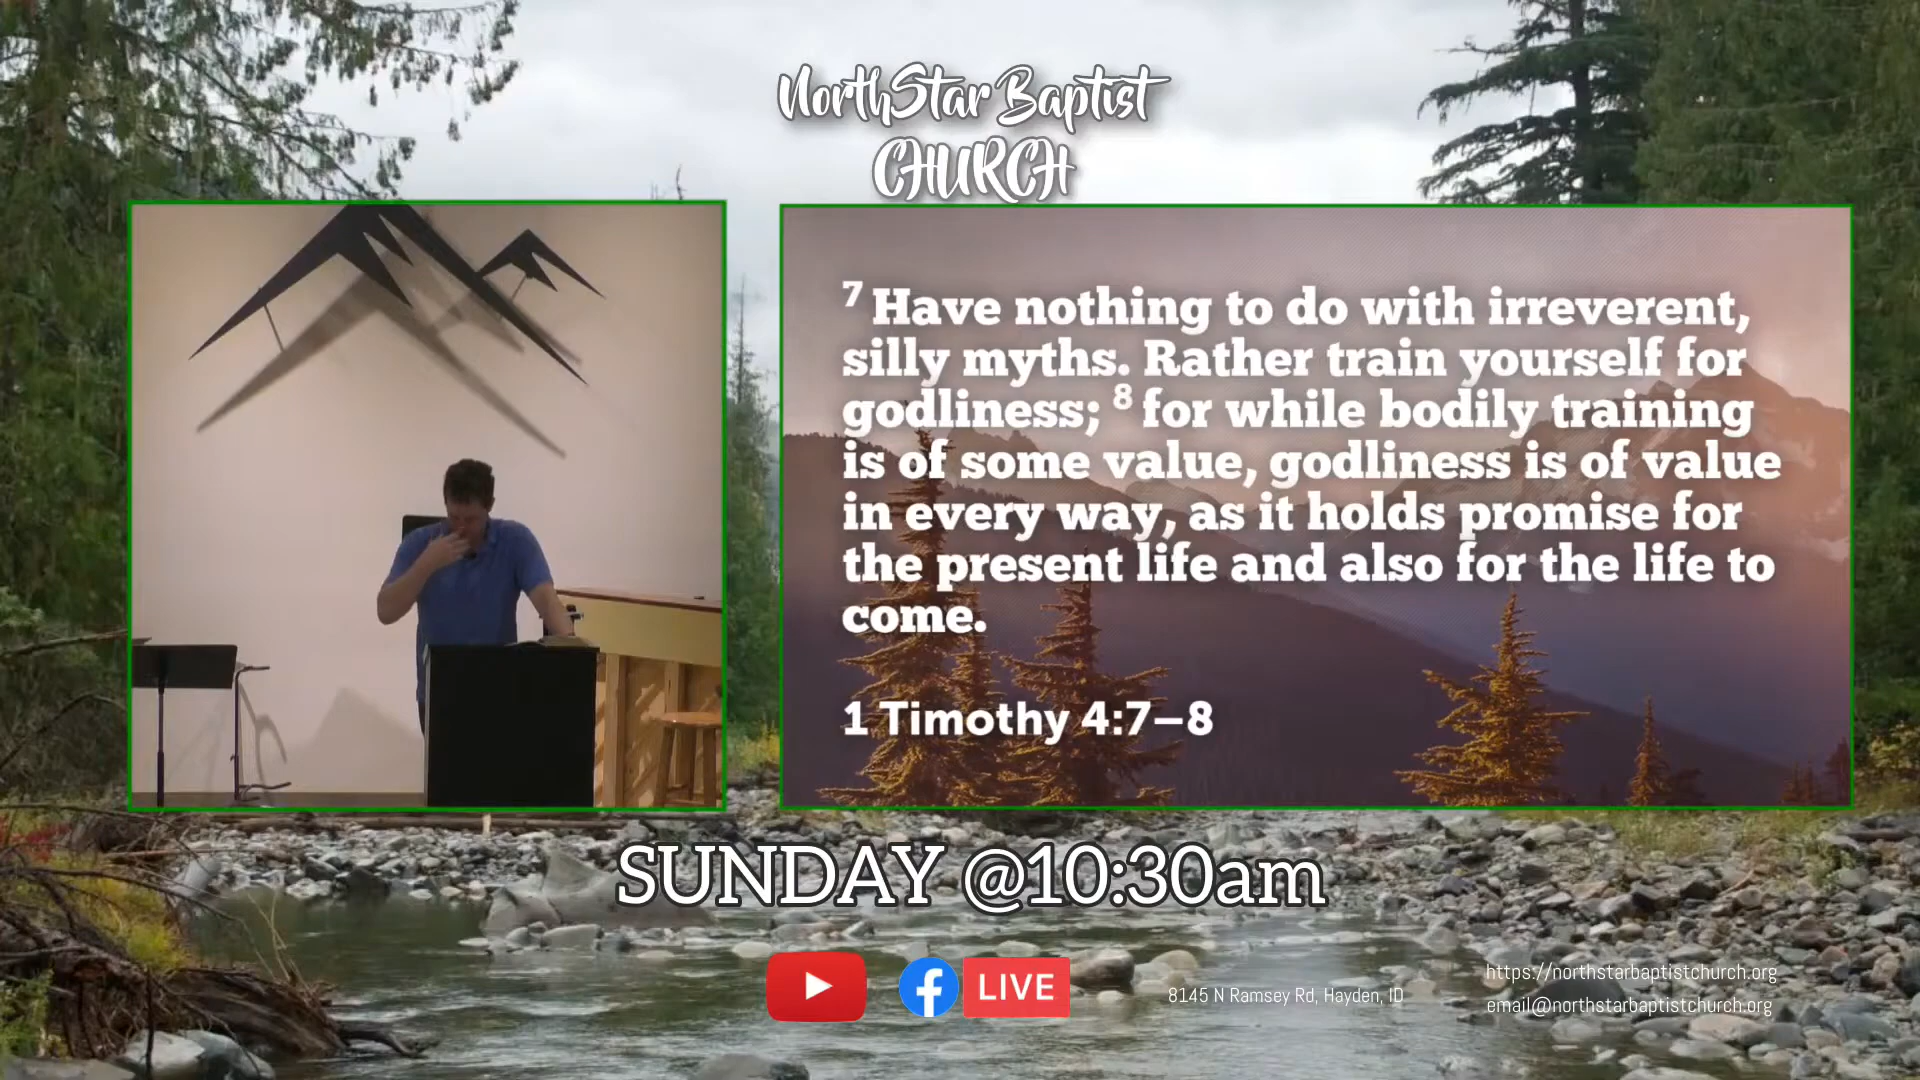 NorthStar Baptist
CHURCH
7 Have nothing to do with irreverent,
silly myths. Rather train yourself for
godliness; 8 for while bodily training
is of some value, godliness is of value
in every way, as it holds promise for
the present life and also for the life to
come.
1 Timothy 4:7–8
SUNDAY @10:30am
LIVE
8145 N Ramsey Rd, Hayden, ID
https://northstarbaptistchurch.org
email@northstarbaptistchurch.org